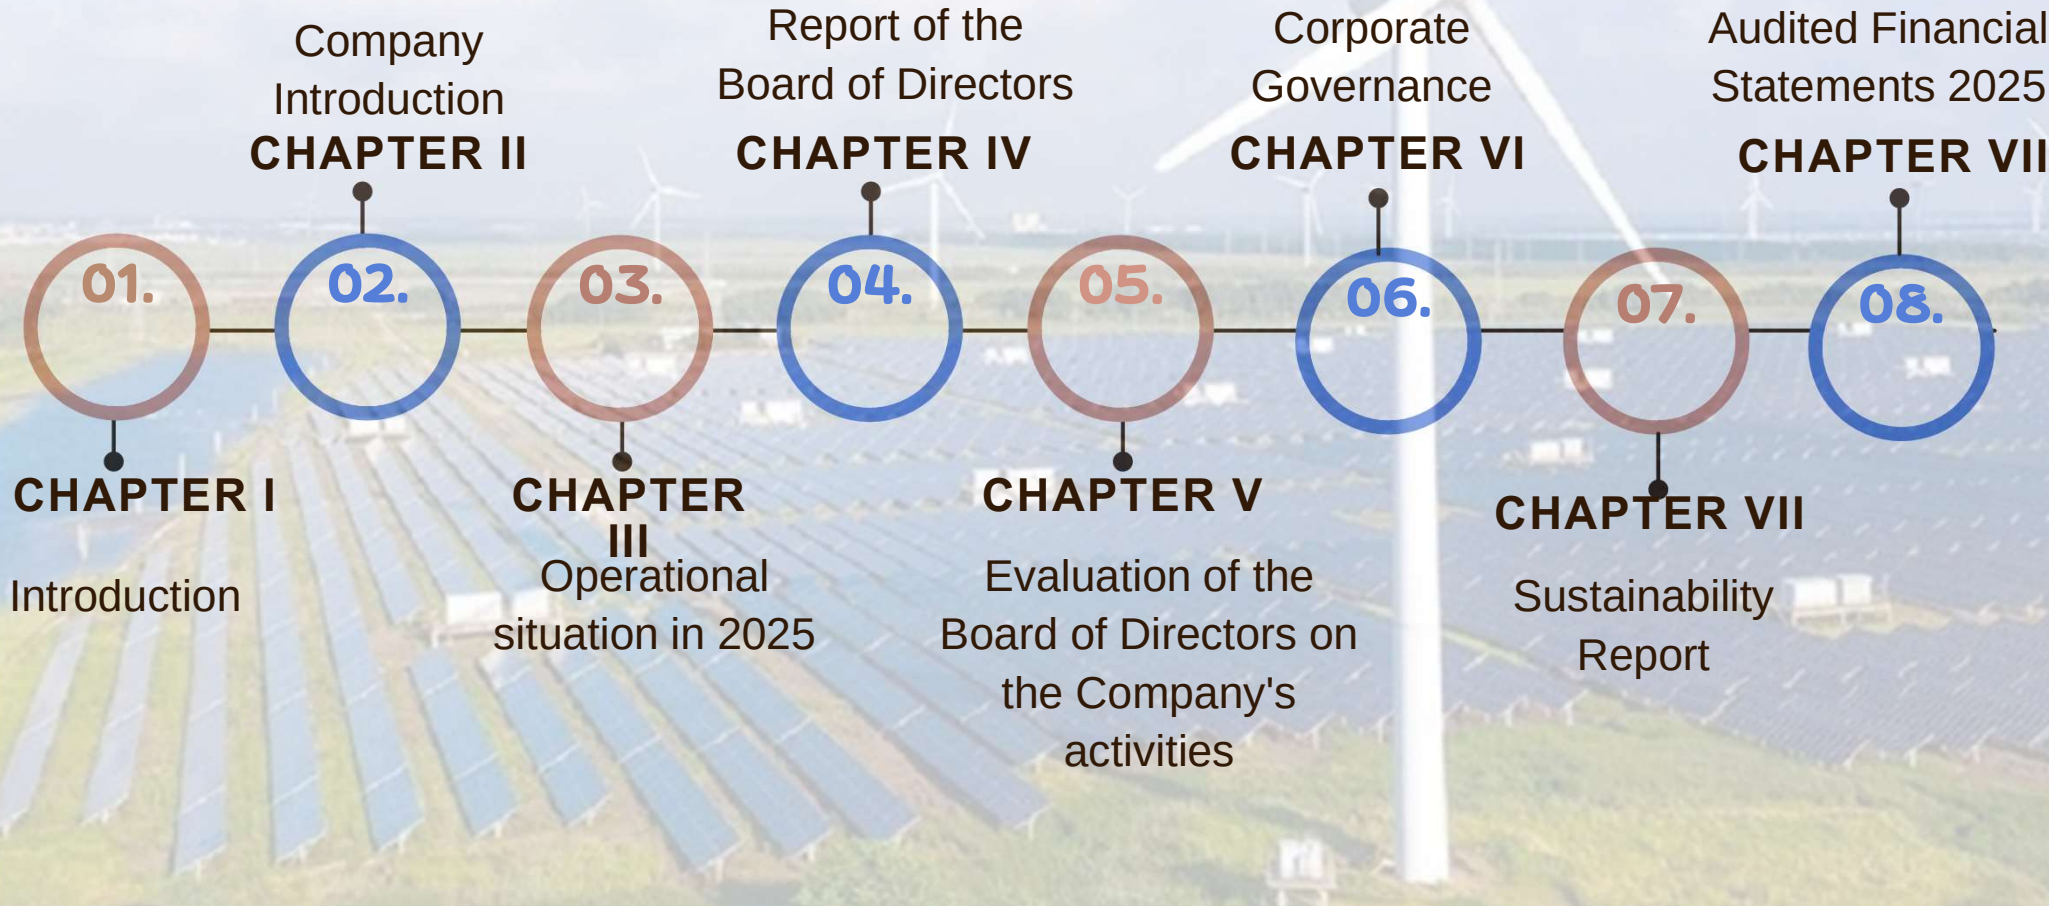 Company
Introduction
CHAPTER II
Report of the
Board of Directors
CHAPTER IV
Corporate
Governance
CHAPTER VI
Audited Financial
Statements 2025
CHAPTER VII
01.
02.
03.
04.
05.
06.
07.
08.
CHAPTER I
Introduction
CHAPTER
III
Operational
situation in 2025
CHAPTER V
Evaluation of the
Board of Directors on
the Company's
activities
CHAPTER VII
Sustainability
Report